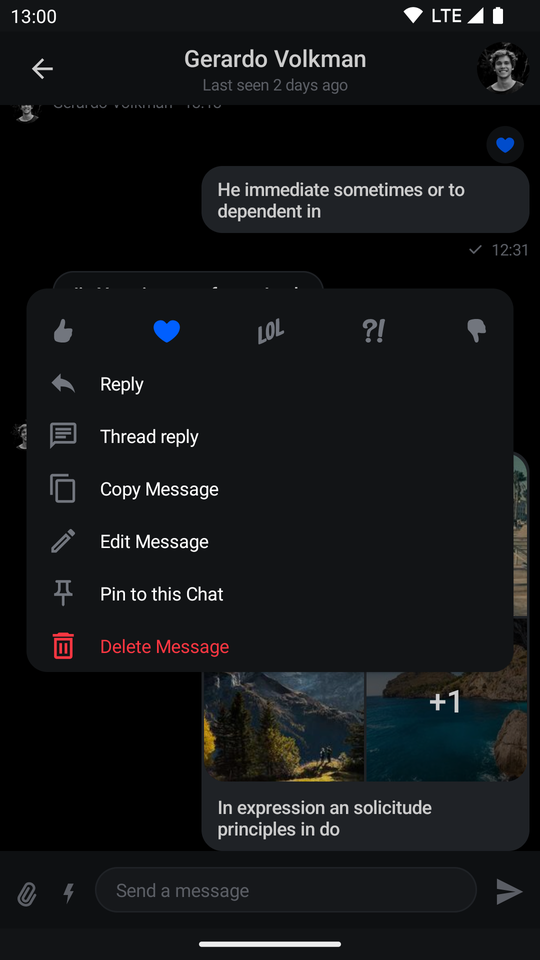 13:00
LTE
Gerardo Volkman
Last seen 2 days ago
Gerardo Volkman
He immediate sometimes or to
dependent in
12:31
LOL
?!
Reply
Thread reply
Copy Message
Edit Message
Pin to this Chat
Delete Message
+1
In expression an solicitude
principles in do
Send a message